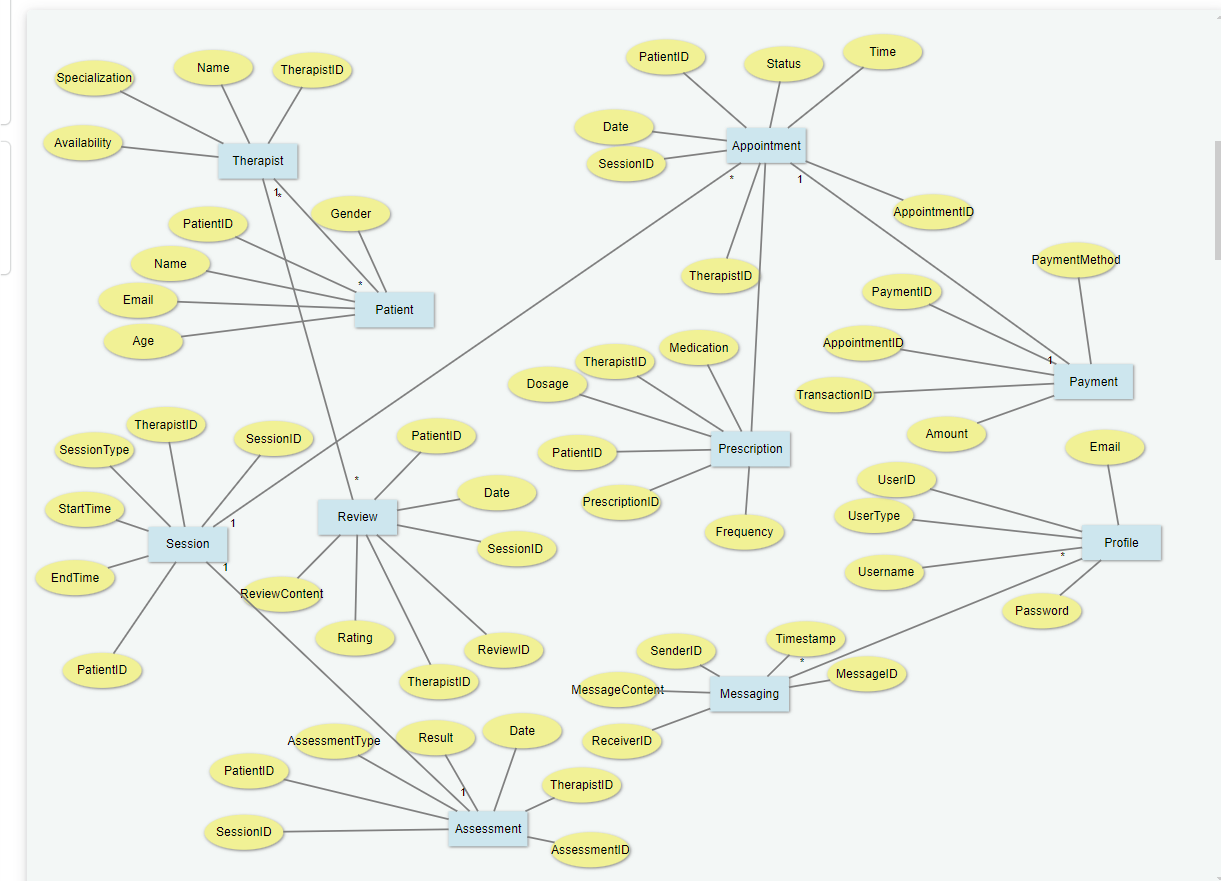 Specialization
Name
TherapistID
Availability
Therapist
1
*
PatientID
Gender
Name
Email
Age
*
Patient
PatientID
Status
Time
Date
SessionID
Appointment
*
1
AppointmentID
TherapistID
PaymentMethod
PaymentID
AppointmentID
TransactionID
1
Payment
Amount
Medication
TherapistID
Dosage
PatientID
Prescription
PrescriptionID
Frequency
TherapistID
SessionType
SessionID
StartTime
1
Session
1
EndTime
PatientID
PatientID
*
Date
Review
SessionID
ReviewContent
Rating
ReviewID
TherapistID
Email
UserID
UserType
Profile
*
Username
Password
Timestamp
SenderID
*
MessageID
MessageContent
Messaging
ReceiverID
Date
Result
AssessmentType
PatientID
TherapistID
1
SessionID
Assessment
AssessmentID